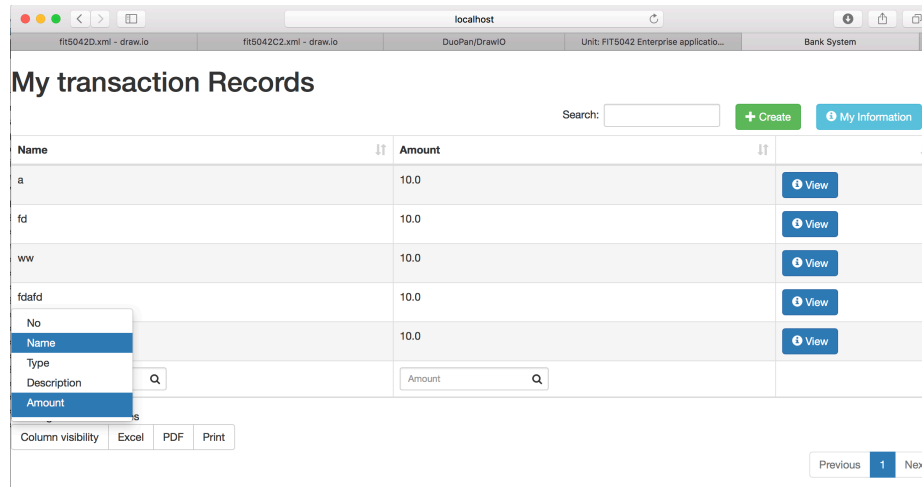 localhost
fit5042D.xml - draw.io fit5042C2.xml - draw.io DuoPan/DrawIO Unit: FIT5042 Enterprise applicatio... Bank System
My transaction Records
Search: Create My Information
Name Amount
a 10.0 View
fd 10.0 View
ww 10.0 View
fdafd 10.0 View
10.0 View
No
Name
Type
Description
Amount
Amount
Column visibility Excel PDF Print
Previous 1 Nex